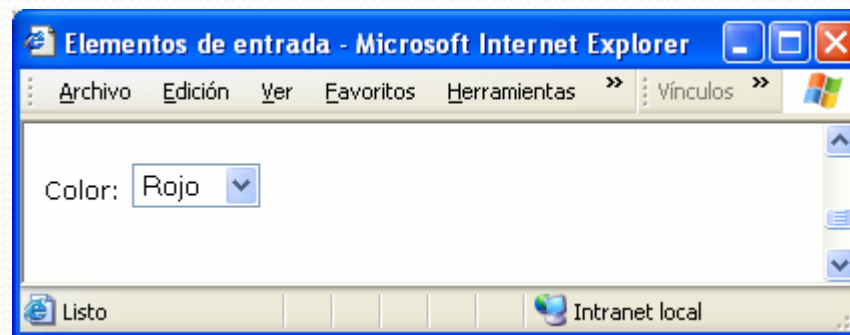 Elementos de entrada - Microsoft Internet Explorer
Archivo Edición Ver Favoritos Herramientas » Vínculos »
Color: Rojo
Listo Intranet local